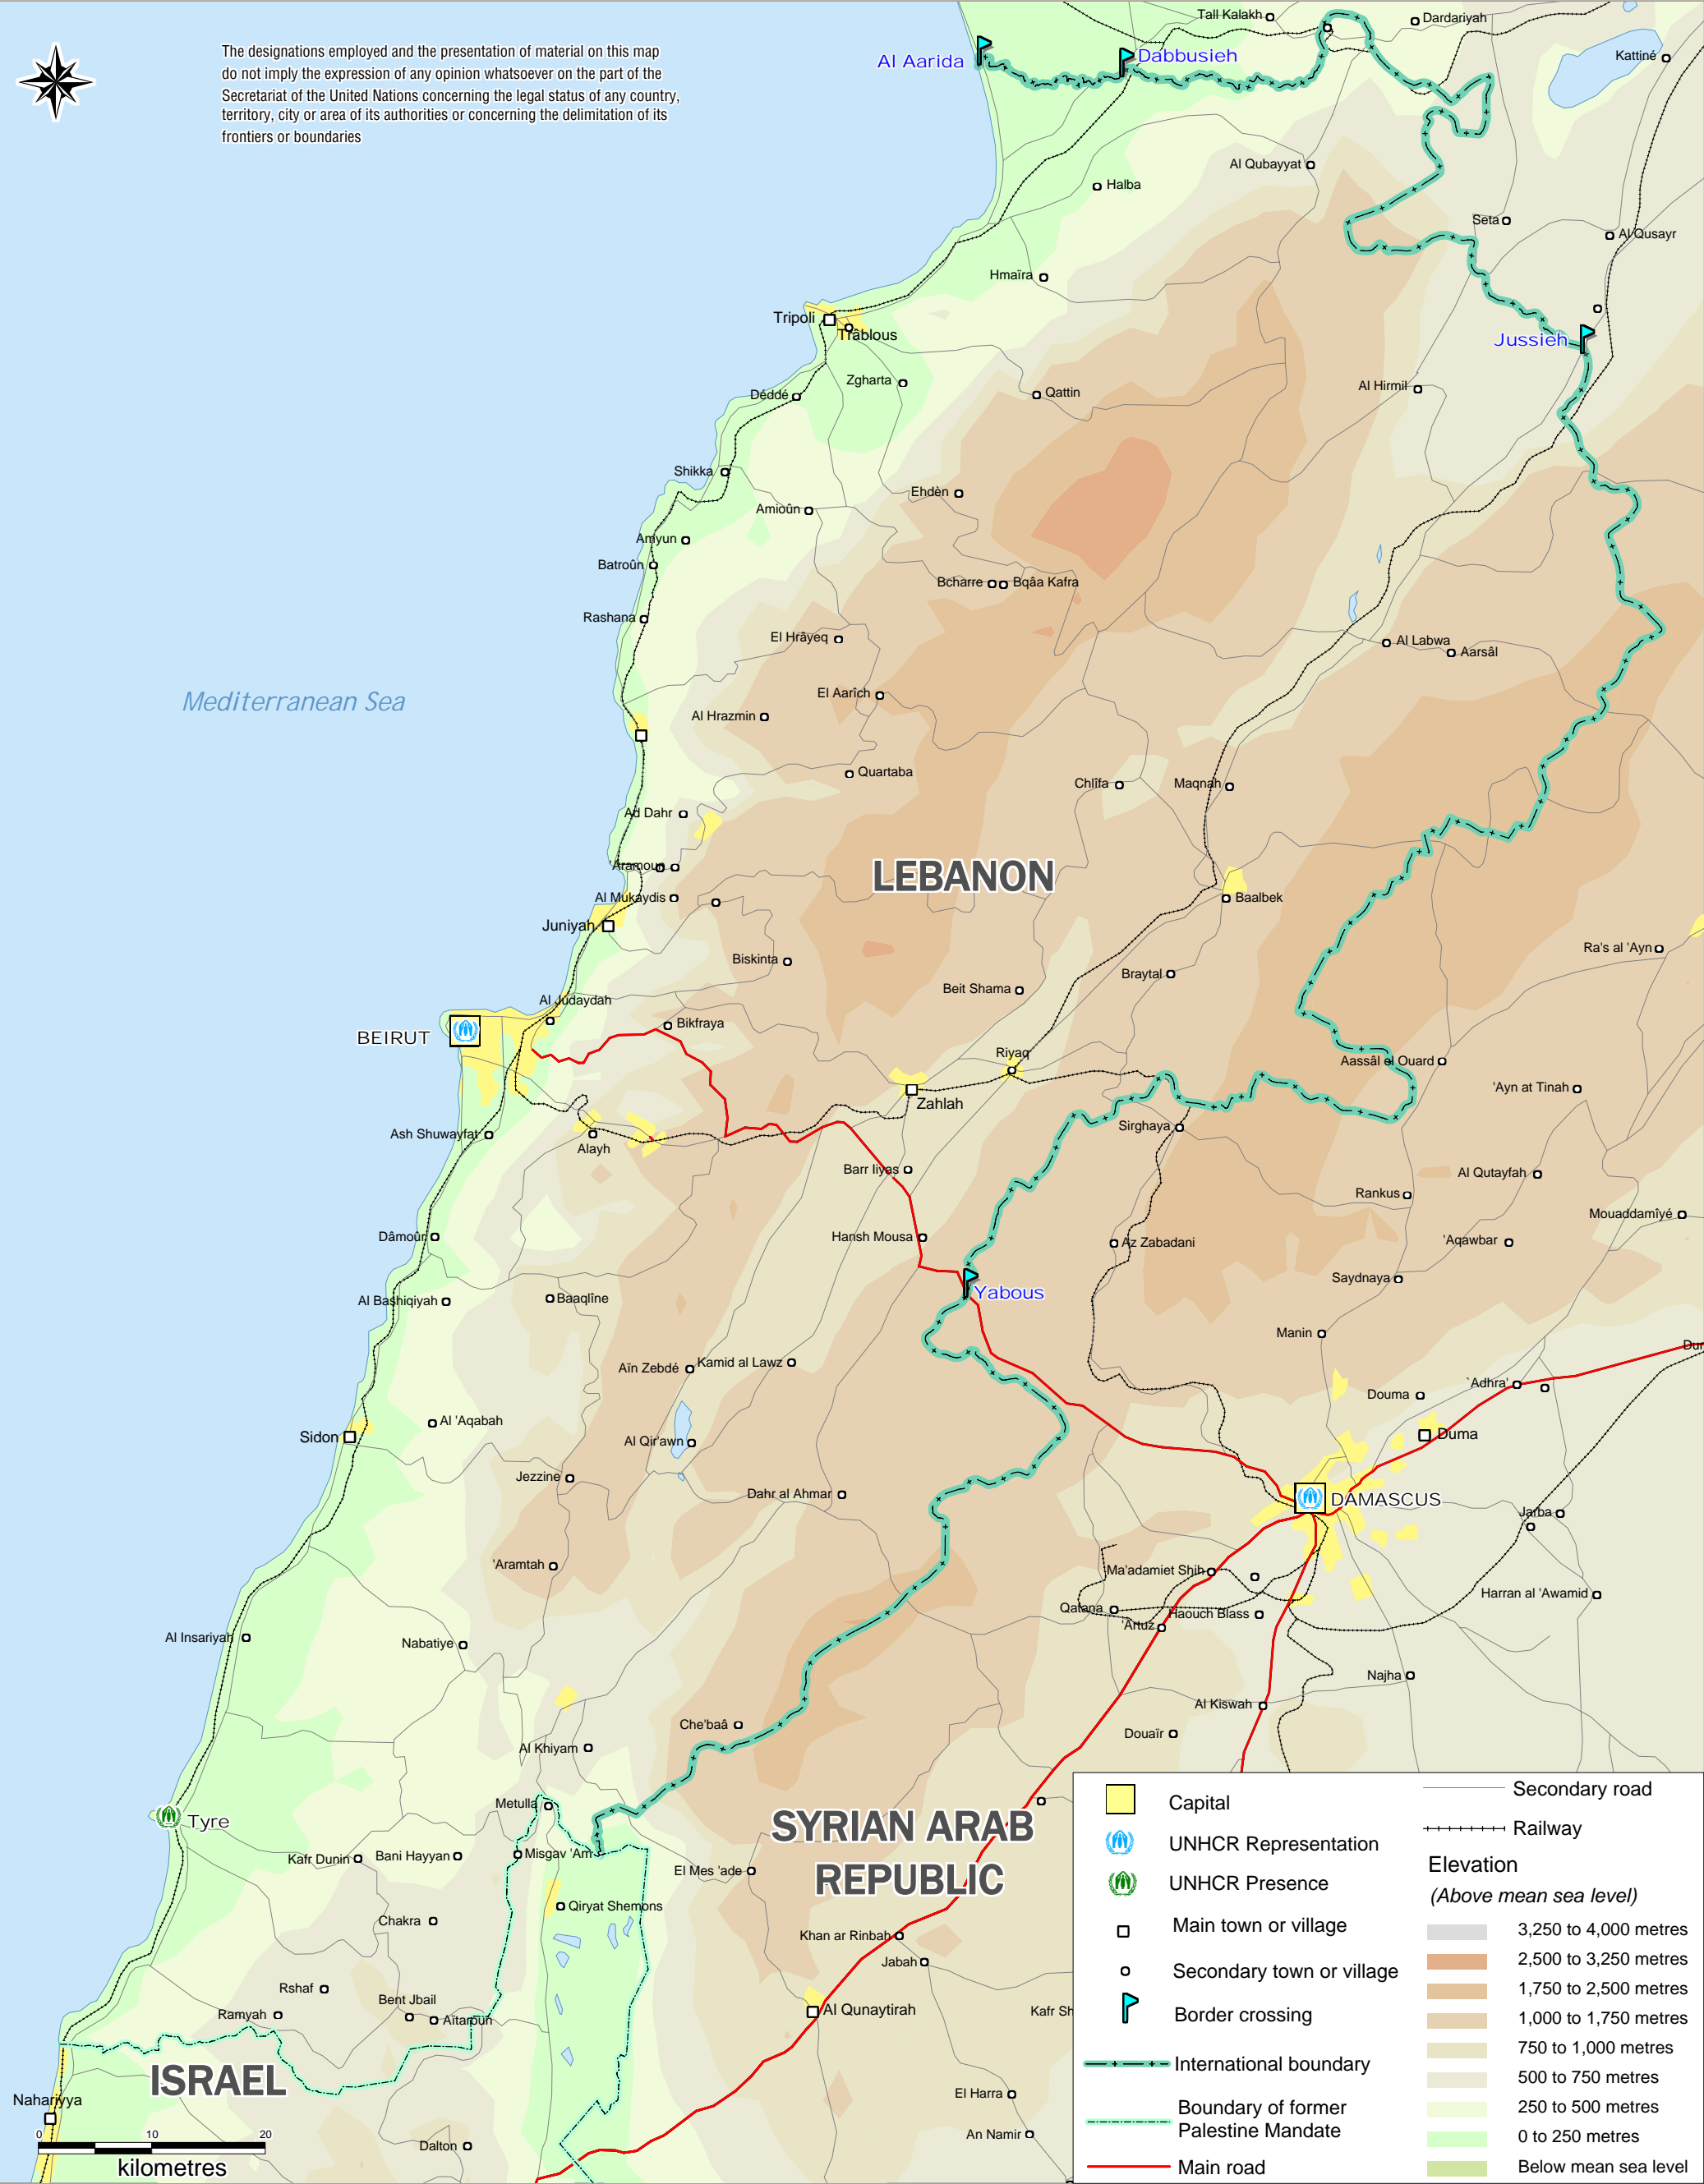 The designations employed and the presentation of material on this map
do not imply the expression of any opinion whatsoever on the part of the
Secretariat of the United Nations concerning the legal status of any country,
territory, city or area of its authorities or concerning the delimitation of its
frontiers or boundaries
Tall Kalakh
Dardariyah
Kattiné
Al Aarida
Dabbusieh
Al Qubayyat
Halba
Seta
Al Qusayr
Hmaïra
Tripoli
Trâblous
Jussieh
Zgharta
Déddé
Qattin
Al Hirmil
Shikka
Ehdèn
Amioûn
Amyun
Batroûn
Bcharre
Bqâa Kafra
Rashana
El Hrâyeq
Al Labwa
Aarsâl
Mediterranean Sea
El Aarîch
Al Hrazmin
Quartaba
Chlîfa
Maqnah
Ad Dahr
'Aramoun
LEBANON
Al Mukaydis
Baalbek
Juniyah
Ra's al 'Ayn
Biskinta
Braytal
Beit Shama
Al Judaydah
BEIRUT
Bikfraya
Riyaq
Aassâl el Ouard
'Ayn at Tinah
Zahlah
Sirghaya
Ash Shuwayfat
Alayh
Barr Iiyas
Al Qutayfah
Rankus
Mouaddamîyé
Dâmoûr
Harısh Mousa
Az Zabadani
'Aqawbar
Saydnaya
Yabous
Al Bashiqiyah
Baaqlîne
Manin
Dur
Aïn Zebdé
Kamid al Lawz
`Adhra'
Douma
Al 'Aqabah
Sidon
Duma
Al Qir'awn
Jezzine
Dahr al Ahmar
DAMASCUS
Jarba
'Aramtah
Ma'adamiet Shih
Harran al 'Awamid
Qatana
Haouch Blass
'Artuz
Al Insariyah
Nabatiye
Najha
Al Kiswah
Che'baâ
Douaïr
Al Khiyam
Metulla
Tyre
SYRIAN ARAB
REPUBLIC
Kafr Dunin
Bani Hayyan
Misgav 'Am
El Mes 'ade
Qiryat Shemons
Chakra
Khan ar Rinbah
Jabah
Rshaf
Bent Jbail
Ramyah
Aïtaroun
Al Qunaytirah
Kafr Sh
ISRAEL
Nahariyya
El Harra
An Namir
Dalton
0 10 20
kilometres
Capital
UNHCR Representation
UNHCR Presence
Main town or village
Secondary town or village
Border crossing
International boundary
Boundary of former
Palestine Mandate
Main road
Secondary road
Railway
Elevation
(Above mean sea level)
3,250 to 4,000 metres
2,500 to 3,250 metres
1,750 to 2,500 metres
1,000 to 1,750 metres
750 to 1,000 metres
500 to 750 metres
250 to 500 metres
0 to 250 metres
Below mean sea level